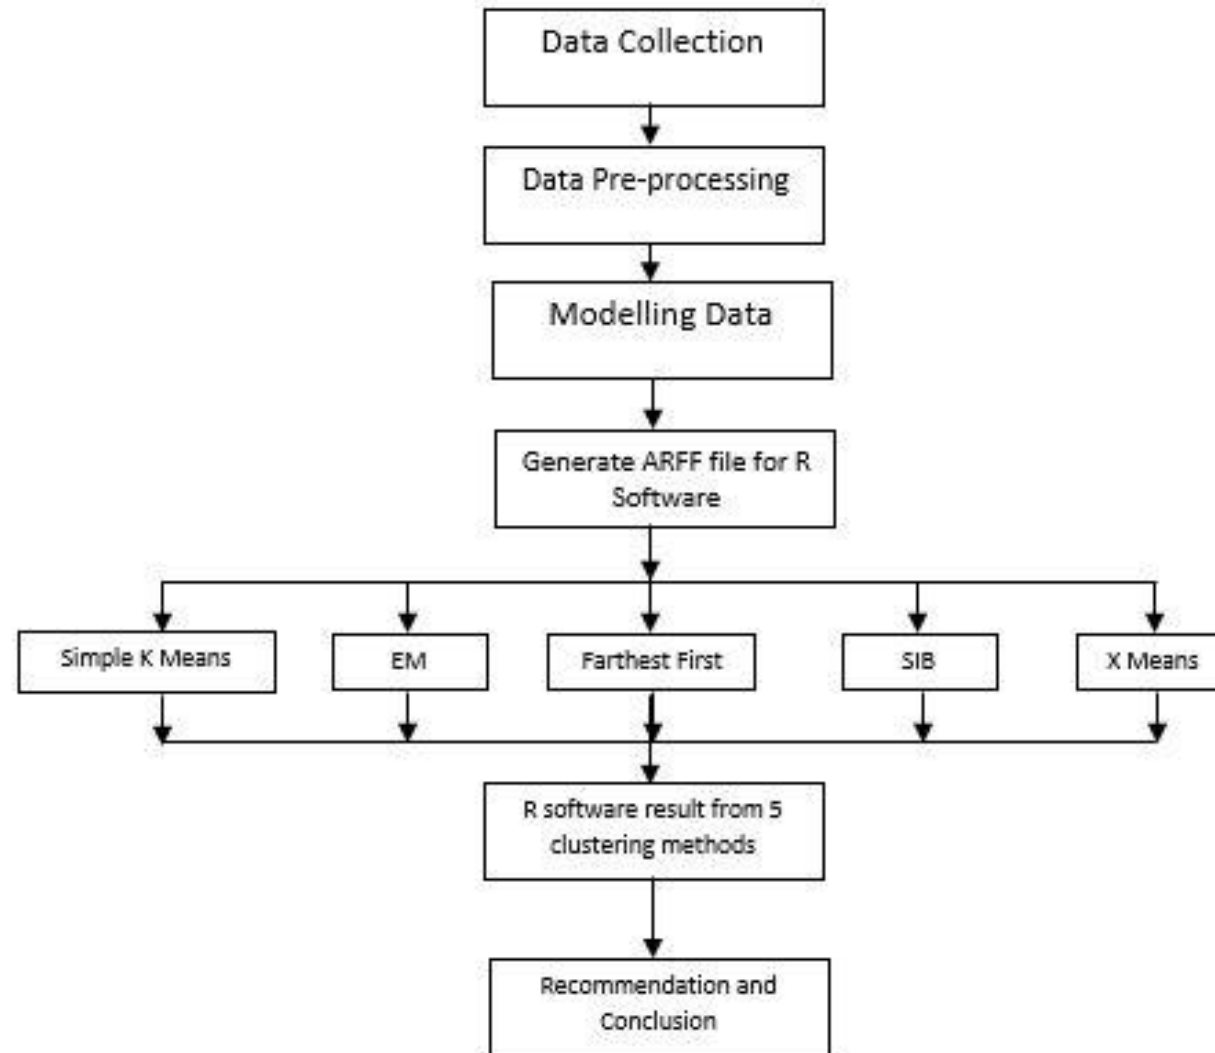 Data Collection
Data Pre-processing
Modelling Data
Generate ARFF file for R
Software
Simple K Means
EM
Farthest First
SIB
X Means
R software result from 5
clustering methods
Recommendation and
Conclusion